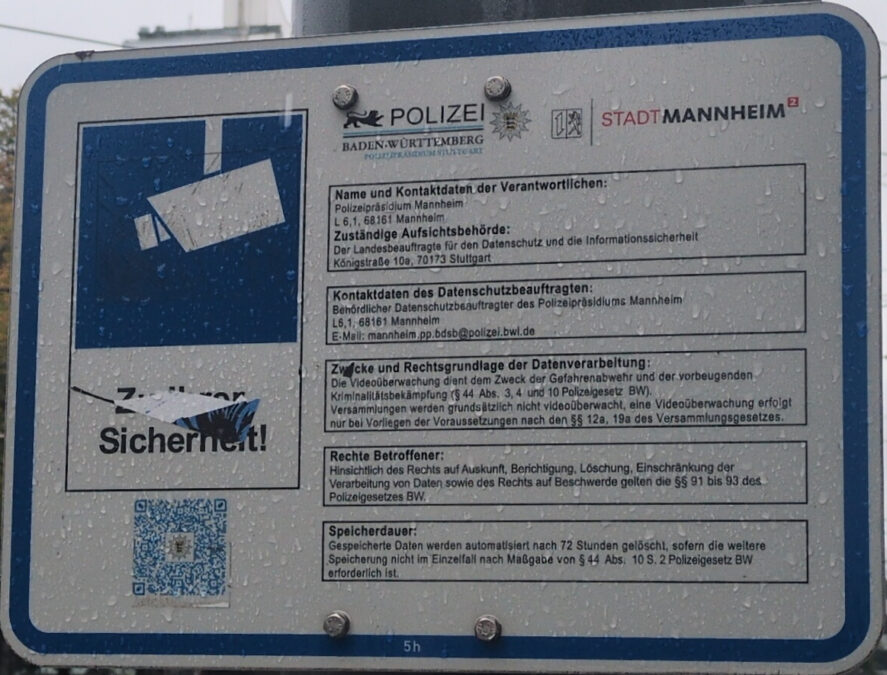 POLIZEI
BADEN-WÜRTTEMBERG
POLIZEIPRÄSIDIUM STUTTGART
STADTMANNHEIM²
Name und Kontaktdaten der Verantwortlichen:
Polizeipräsidium Mannheim
L 6,1, 68161 Mannheim
Zuständige Aufsichtsbehörde:
Der Landesbeauftragte für den Datenschutz und die Informationssicherheit
Königstraße 10a, 70173 Stuttgart
Kontaktdaten des Datenschutzbeauftragten:
Behördlicher Datenschutzbeauftragter des Polizeipräsidiums Mannheim
L6,1, 68161 Mannheim
E-Mail: mannheim.pp.bdsb@polizei.bwl.de
Zwecke und Rechtsgrundlage der Datenverarbeitung:
Die Videoüberwachung dient dem Zweck der Gefahrenabwehr und der vorbeugenden
Kriminalitätsbekämpfung (§ 44 Abs. 3, 4 und 10 Polizeigesetz BW).
Versammlungen werden grundsätzlich nicht videoüberwacht, eine Videoüberwachung erfolgt
nur bei Vorliegen der Voraussetzungen nach den §§ 12a, 19a des Versammlungsgesetzes.
Rechte Betroffener:
Hinsichtlich des Rechts auf Auskunft, Berichtigung, Löschung, Einschränkung der
Verarbeitung von Daten sowie des Rechts auf Beschwerde gelten die §§ 91 bis 93 des
Polizeigesetzes BW.
Speicherdauer:
Gespeicherte Daten werden automatisiert nach 72 Stunden gelöscht, sofern die weitere
Speicherung nicht im Einzelfall nach Maßgabe von § 44 Abs. 10 S. 2 Polizeigesetz BW
erforderlich ist.
Sicherheit!
5h